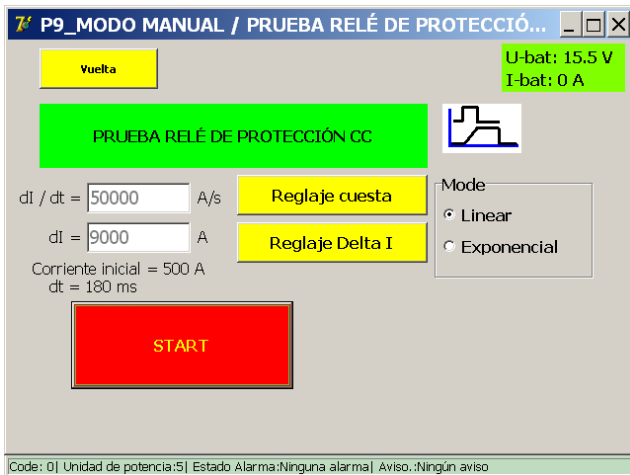 P9_MODO MANUAL / PRUEBA RELÉ DE PROTECCIÓ...
Vuelta
U-bat: 15.5 V
I-bat: 0 A
PRUEBA RELÉ DE PROTECCIÓN CC
dI / dt = 50000 A/s
Reglaje cuesta
Mode
Linear
dI = 9000 A
Reglaje Delta I
Exponencial
Corriente inicial = 500 A
dt = 180 ms
START
Code: 0| Unidad de potencia:5| Estado Alarma:Ninguna alarma| Aviso.:Ningún aviso